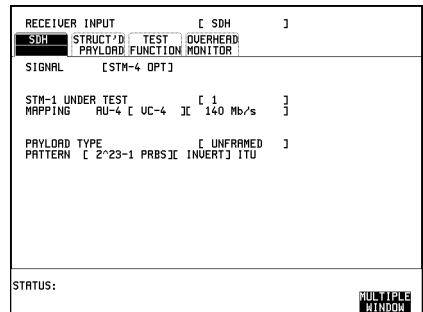 RECEIVER INPUT [ SDH ]
SDH STRUCT'D TEST OVERHEAD
PAYLOAD FUNCTION MONITOR
SIGNAL [STM-4 OPT]
STM-1 UNDER TEST [ 1 ]
MAPPING AU-4 [ VC-4 ][ 140 Mb/s ]
PAYLOAD TYPE [ UNFRAMED ]
PATTERN [ 2^23-1 PRBS][ INVERT] ITU
STATUS:
MULTIPLE
WINDOW